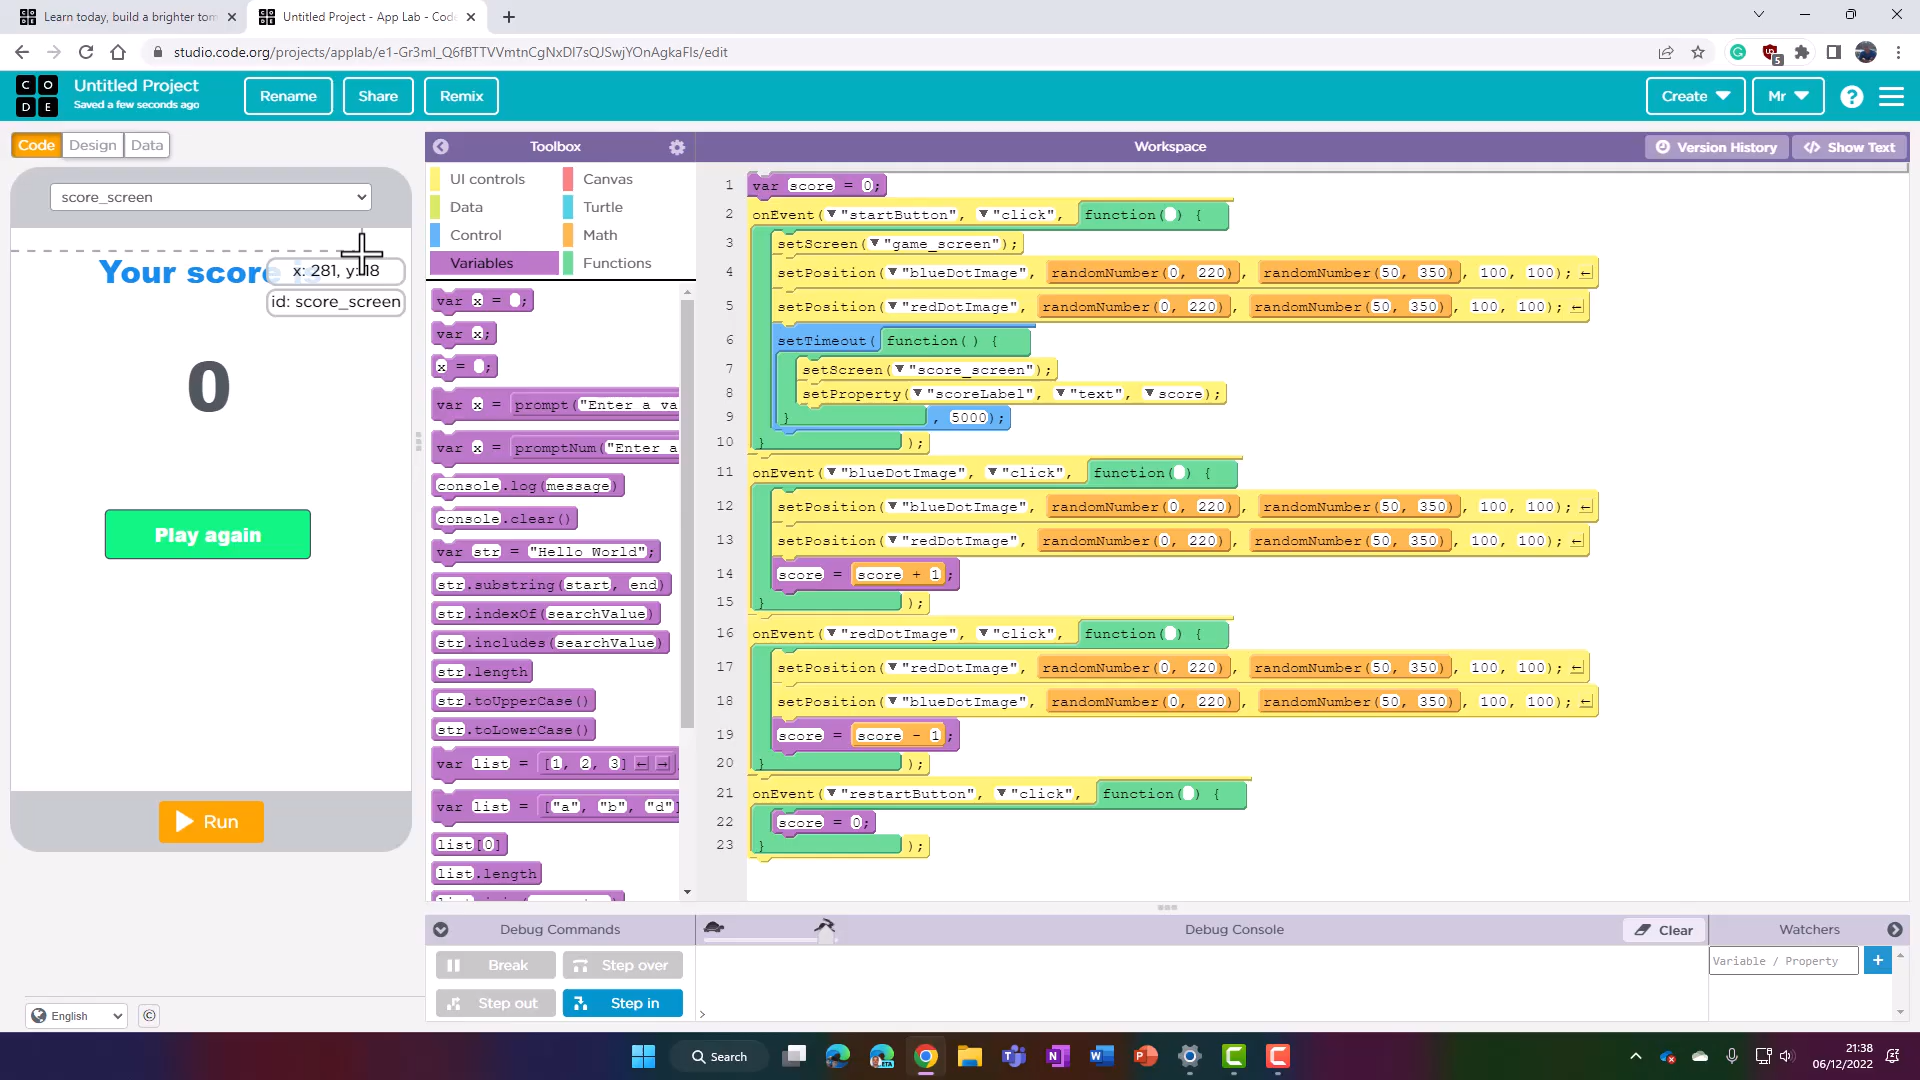 Learn today, build a brighter tom
Untitled Project - App Lab - Code
studio.code.org/projects/applab/e1-Gr3ml_Q6fBTTVVmtnCgNxDl7sQJSwjYOnAgkaFIs/edit
5
C O D E
Untitled Project
Saved a few seconds ago
Rename
Share
Remix
Create
Mr
?
Code
Design
Data
score_screen
Your score is
x: 281, y: 18
id: score_screen
0
Play again
Run
English
©
Toolbox
UI controls
Canvas
Data
Turtle
Control
Math
Variables
Functions
var x = ;
var x;
x = ;
var x = prompt("Enter a va
var x = promptNum("Enter a
console.log(message)
console.clear()
var str = "Hello World";
str.substring(start, end)
str.indexOf(searchValue)
str.includes(searchValue)
str.length
str.toUpperCase()
str.toLowerCase()
var list = [1, 2, 3]
var list = ["a", "b", "d"]
list[0]
list.length
Workspace
Version History
</> Show Text
1 var score = 0;
2 onEvent("startButton", "click", function() {
3 setScreen("game_screen");
4 setPosition("blueDotImage", randomNumber(0, 220), randomNumber(50, 350), 100, 100);
5 setPosition("redDotImage", randomNumber(0, 220), randomNumber(50, 350), 100, 100);
6 setTimeout(function() {
7 setScreen("score_screen");
8 setProperty("scoreLabel", "text", score);
9 }, 5000);
10 });
11 onEvent("blueDotImage", "click", function() {
12 setPosition("blueDotImage", randomNumber(0, 220), randomNumber(50, 350), 100, 100);
13 setPosition("redDotImage", randomNumber(0, 220), randomNumber(50, 350), 100, 100);
14 score = score + 1;
15 });
16 onEvent("redDotImage", "click", function() {
17 setPosition("redDotImage", randomNumber(0, 220), randomNumber(50, 350), 100, 100);
18 setPosition("blueDotImage", randomNumber(0, 220), randomNumber(50, 350), 100, 100);
19 score = score - 1;
20 });
21 onEvent("restartButton", "click", function() {
22 score = 0;
23 });
Debug Commands
Break
Step over
Step out
Step in
Debug Console
Clear
>
Watchers
Variable / Property
+
Search
21:38
06/12/2022